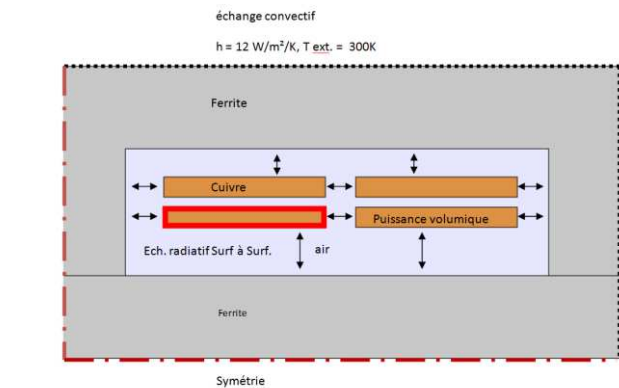 échange convectif
h = 12 W/m²/K, T ext. = 300K
Ferrite
Cuivre
Puissance volumique
Ech. radiatif Surf à Surf.
air
Ferrite
Symétrie